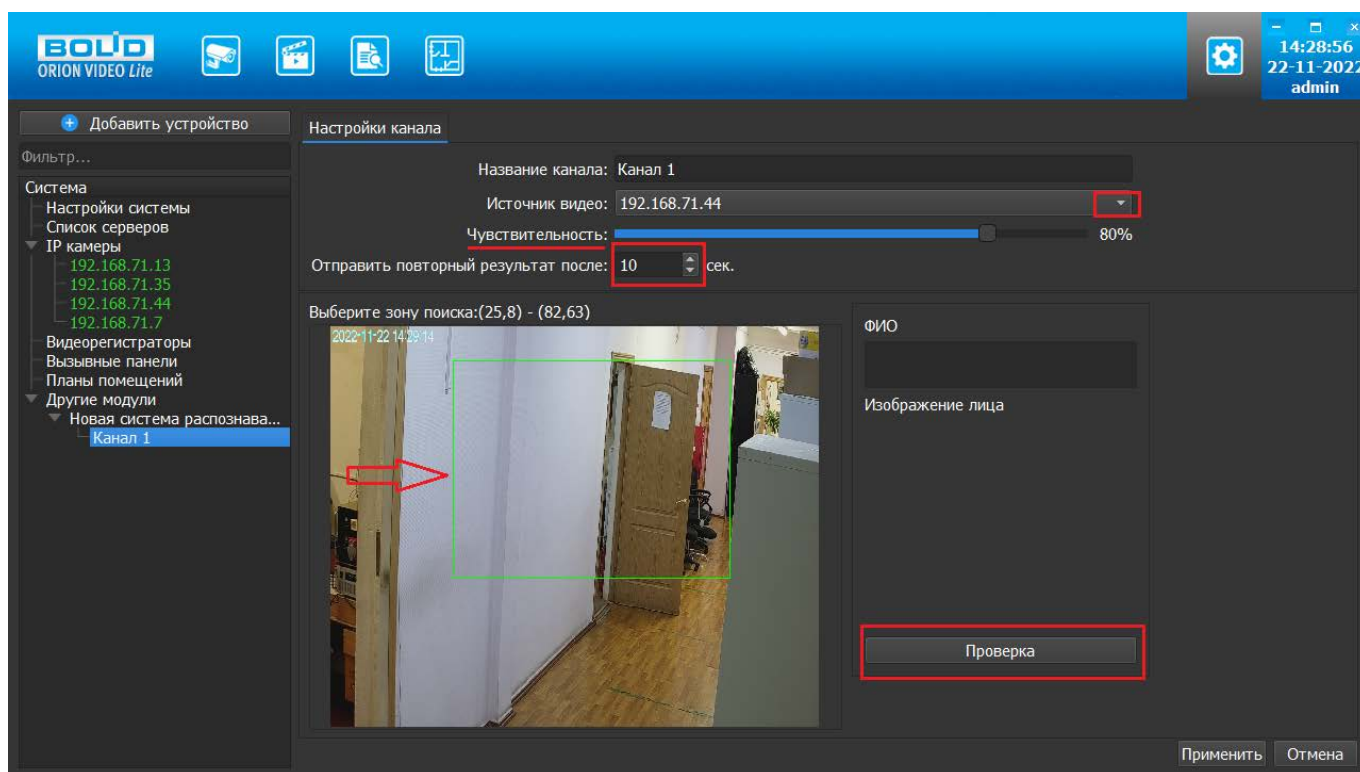 BOLID
ORION VIDEO Lite
14:28:56
22-11-2022
admin
Добавить устройство
Фильтр...
Система
Настройки системы
Список серверов
IP камеры
192.168.71.13
192.168.71.35
192.168.71.44
192.168.71.7
Видеорегистраторы
Вызывные панели
Планы помещений
Другие модули
Новая система распознава...
Канал 1
Настройки канала
Название канала: Канал 1
Источник видео: 192.168.71.44
Чувствительность: 80%
Отправить повторный результат после: 10 сек.
Выберите зону поиска:(25,8) - (82,63)
2022-11-22 14:29:14
ФИО
Изображение лица
Проверка
Применить Отмена